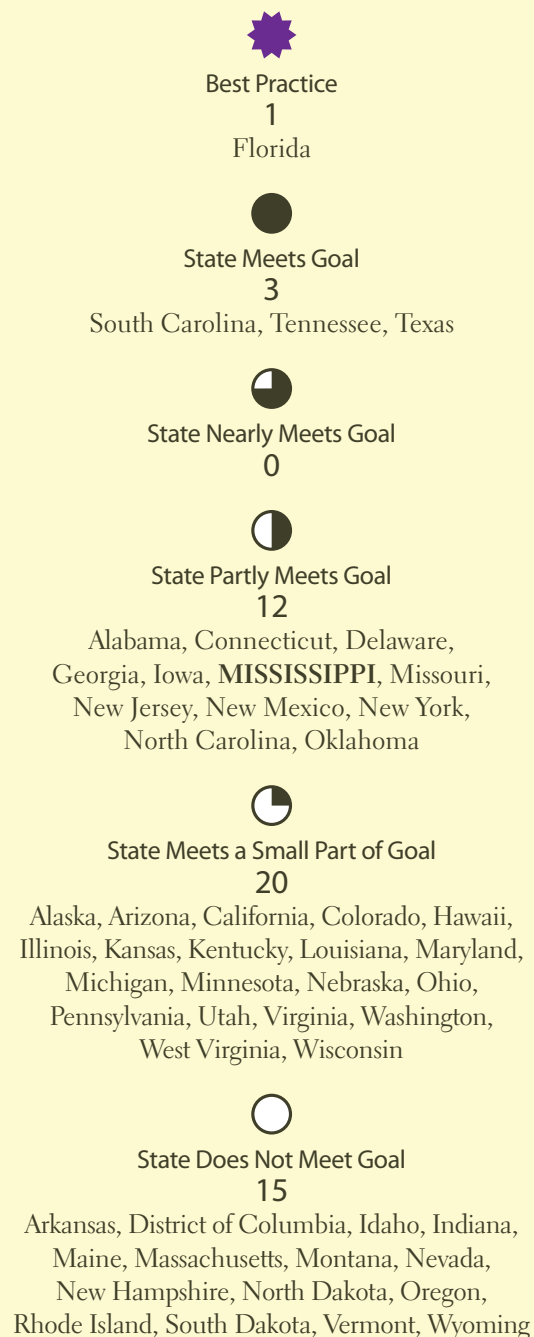 Best Practice
1
Florida
State Meets Goal
3
South Carolina, Tennessee, Texas
State Nearly Meets Goal
0
State Partly Meets Goal
12
Alabama, Connecticut, Delaware,
Georgia, Iowa, MISSISSIPPI, Missouri,
New Jersey, New Mexico, New York,
North Carolina, Oklahoma
State Meets a Small Part of Goal
20
Alaska, Arizona, California, Colorado, Hawaii,
Illinois, Kansas, Kentucky, Louisiana, Maryland,
Michigan, Minnesota, Nebraska, Ohio,
Pennsylvania, Utah, Virginia, Washington,
West Virginia, Wisconsin
State Does Not Meet Goal
15
Arkansas, District of Columbia, Idaho, Indiana,
Maine, Massachusetts, Montana, Nevada,
New Hampshire, North Dakota, Oregon,
Rhode Island, South Dakota, Vermont, Wyoming